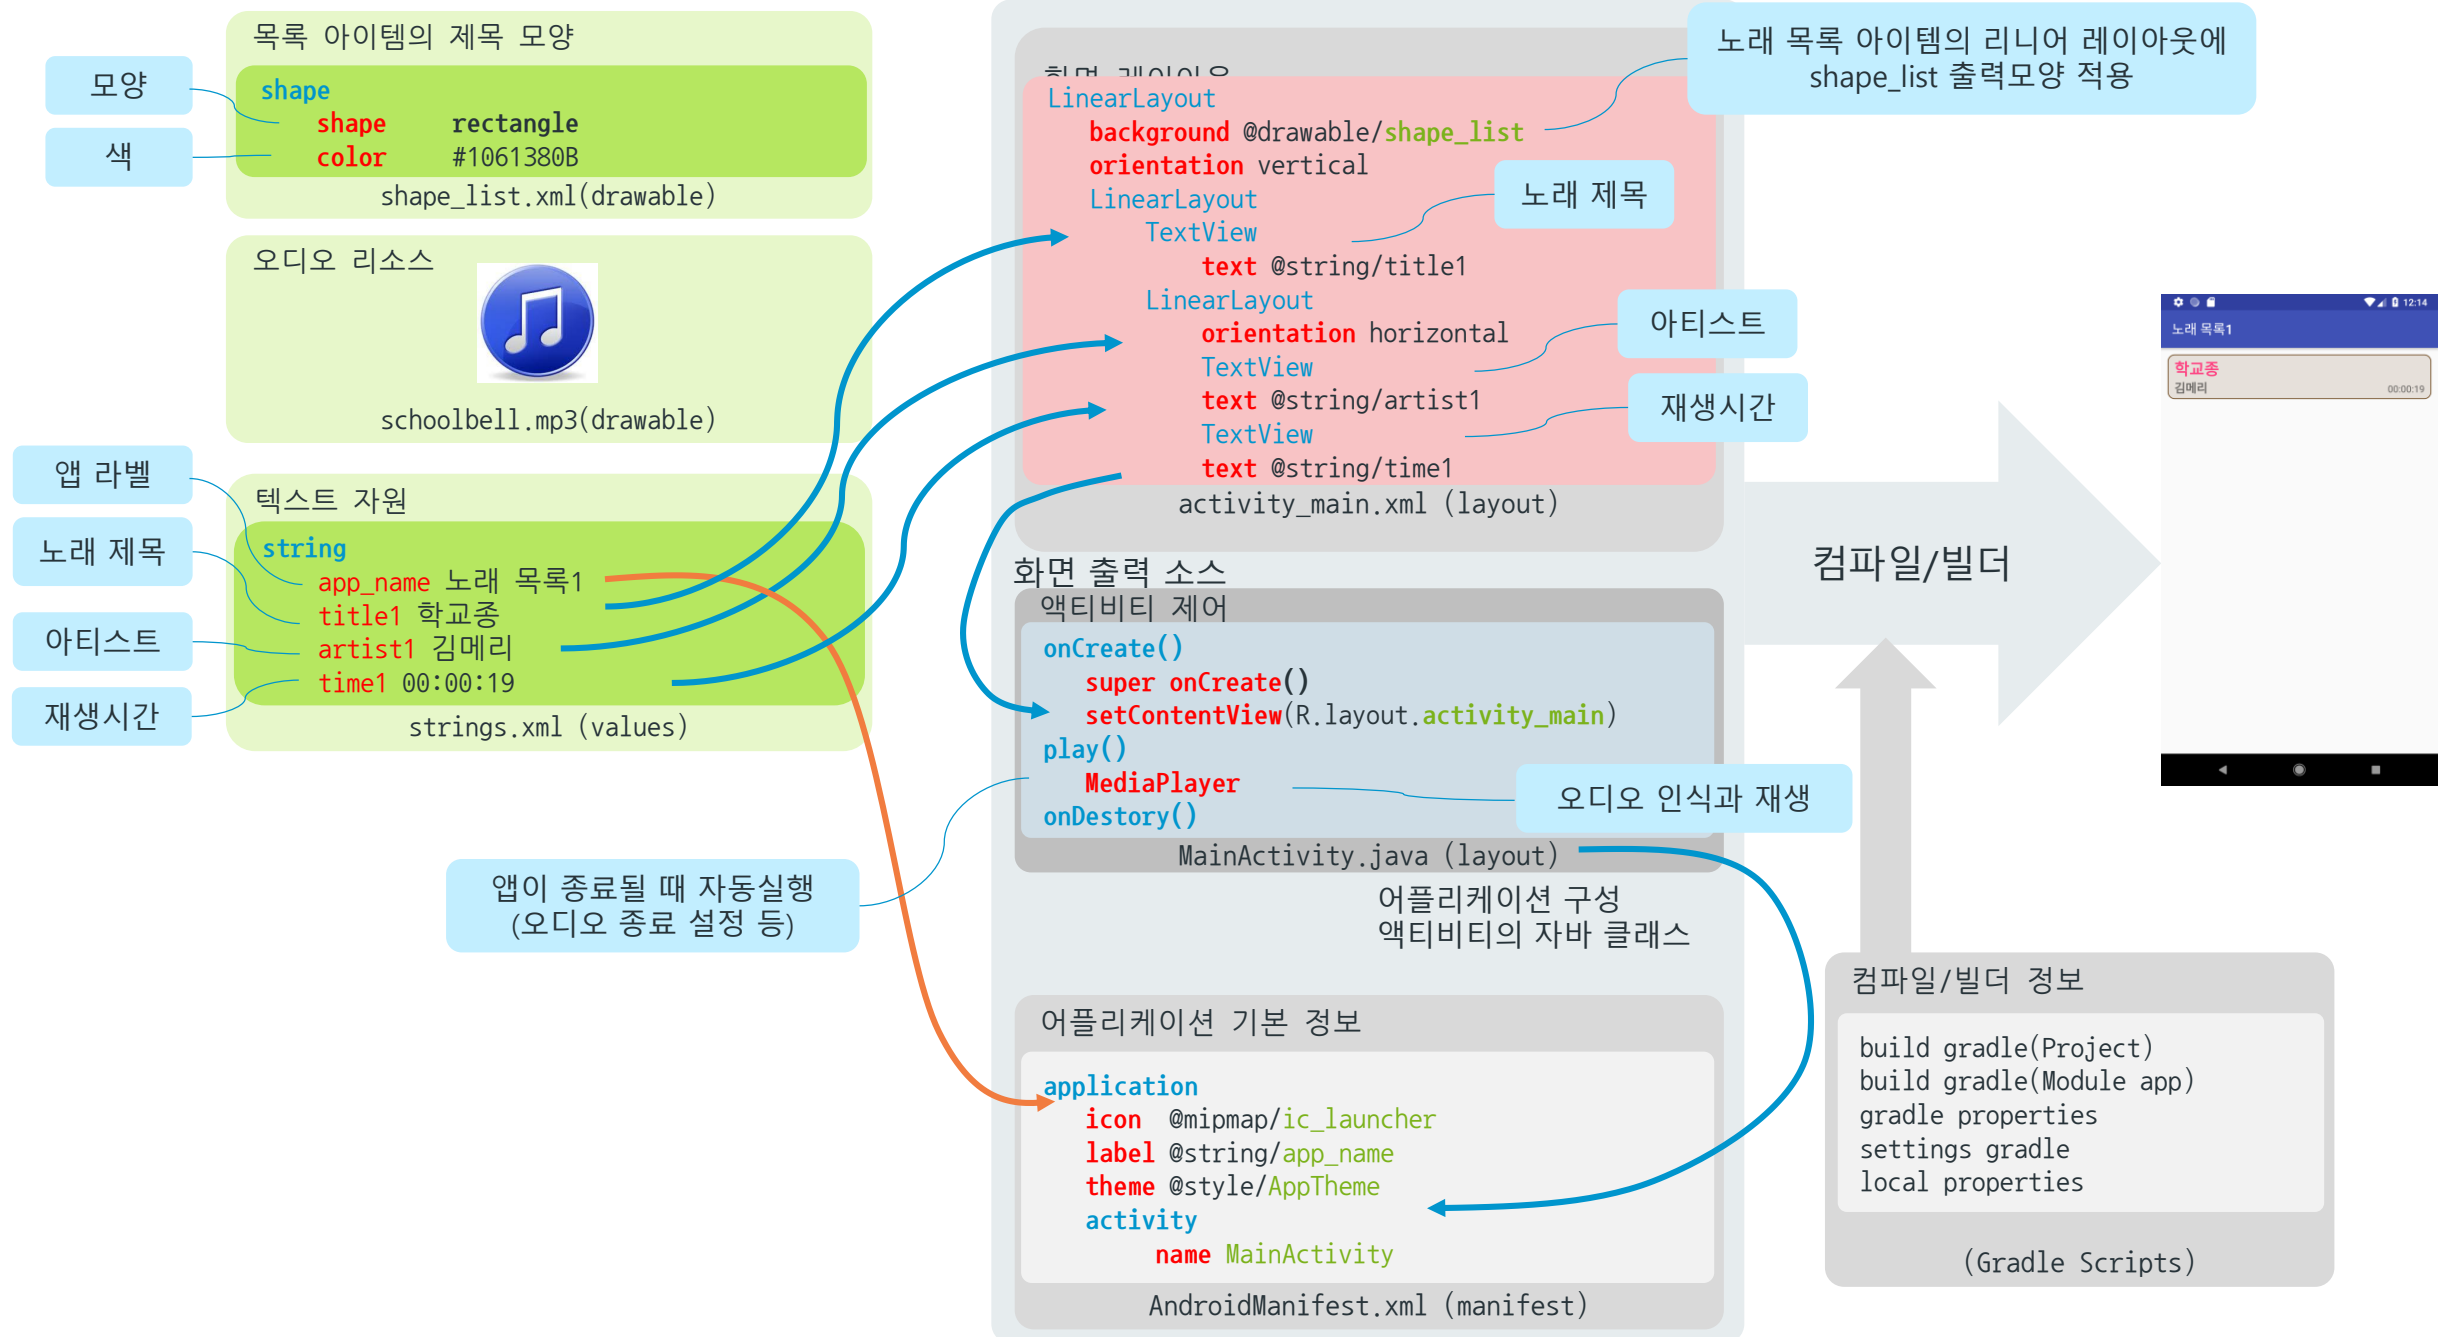 목록 아이템의 제목 모양
모양
색
shape
shape rectangle
color #1061380B
shape_list.xml(drawable)
오디오 리소스
schoolbell.mp3(drawable)
앱 라벨
노래 제목
아티스트
재생시간
텍스트 자원
string
app_name 노래 목록1
title1 학교종
artist1 김메리
time1 00:00:19
strings.xml (values)
앱이 종료될 때 자동실행
(오디오 종료 설정 등)
화면 레이아웃
LinearLayout
background @drawable/shape_list
orientation vertical
LinearLayout
TextView
text @string/title1
LinearLayout
orientation horizontal
TextView
text @string/artist1
TextView
text @string/time1
activity_main.xml (layout)
노래 목록 아이템의 리니어 레이아웃에
shape_list 출력모양 적용
노래 제목
아티스트
재생시간
화면 출력 소스
액티비티 제어
onCreate()
super onCreate()
setContentView(R.layout.activity_main)
play()
MediaPlayer
onDestory()
MainActivity.java (layout)
오디오 인식과 재생
어플리케이션 구성
액티비티의 자바 클래스
어플리케이션 기본 정보
application
icon @mipmap/ic_launcher
label @string/app_name
theme @style/AppTheme
activity
name MainActivity
AndroidManifest.xml (manifest)
컴파일/빌더
컴파일/빌더 정보
build gradle(Project)
build gradle(Module app)
gradle properties
settings gradle
local properties
(Gradle Scripts)
12:14
노래 목록1
학교종
김메리 00:00:19